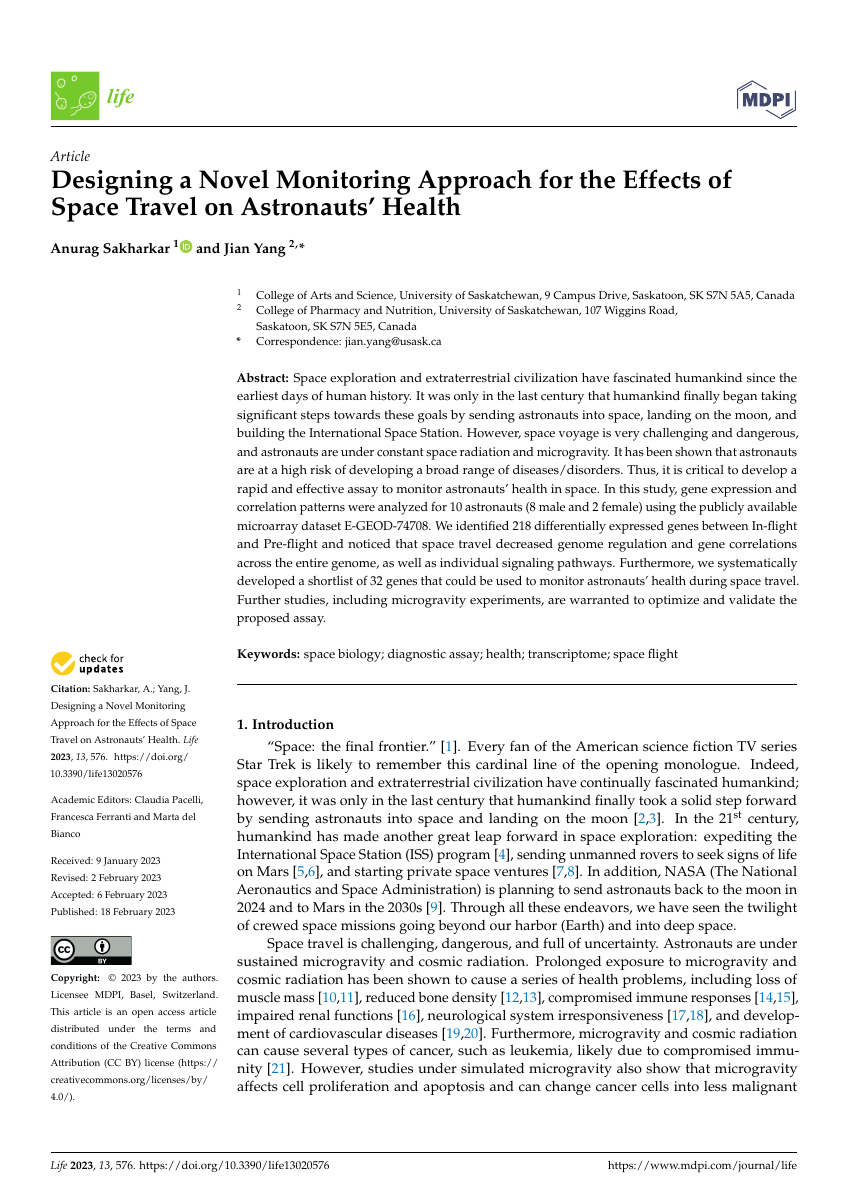 life
MDPI
Article
Designing a Novel Monitoring Approach for the Effects of
Space Travel on Astronauts’ Health
Anurag Sakharkar 1 iD and Jian Yang 2,*
1 College of Arts and Science, University of Saskatchewan, 9 Campus Drive, Saskatoon, SK S7N 5A5, Canada
2 College of Pharmacy and Nutrition, University of Saskatchewan, 107 Wiggins Road,
Saskatoon, SK S7N 5E5, Canada
* Correspondence: jian.yang@usask.ca
Abstract: Space exploration and extraterrestrial civilization have fascinated humankind since the
earliest days of human history. It was only in the last century that humankind finally began taking
significant steps towards these goals by sending astronauts into space, landing on the moon, and
building the International Space Station. However, space voyage is very challenging and dangerous,
and astronauts are under constant space radiation and microgravity. It has been shown that astronauts
are at a high risk of developing a broad range of diseases/disorders. Thus, it is critical to develop a
rapid and effective assay to monitor astronauts’ health in space. In this study, gene expression and
correlation patterns were analyzed for 10 astronauts (8 male and 2 female) using the publicly available
microarray dataset E-GEOD-74708. We identified 218 differentially expressed genes between In-flight
and Pre-flight and noticed that space travel decreased genome regulation and gene correlations
across the entire genome, as well as individual signaling pathways. Furthermore, we systematically
developed a shortlist of 32 genes that could be used to monitor astronauts’ health during space travel.
Further studies, including microgravity experiments, are warranted to optimize and validate the
proposed assay.
Keywords: space biology; diagnostic assay; health; transcriptome; space flight
check for
updates
Citation: Sakharkar, A.; Yang, J.
Designing a Novel Monitoring
Approach for the Effects of Space
Travel on Astronauts’ Health. Life
2023, 13, 576. https://doi.org/
10.3390/life13020576
Academic Editors: Claudia Pacelli,
Francesca Ferranti and Marta del
Bianco
Received: 9 January 2023
Revised: 2 February 2023
Accepted: 6 February 2023
Published: 18 February 2023
cc BY
Copyright: © 2023 by the authors.
Licensee MDPI, Basel, Switzerland.
This article is an open access article
distributed under the terms and
conditions of the Creative Commons
Attribution (CC BY) license (https://
creativecommons.org/licenses/by/
4.0/).
1. Introduction
“Space: the final frontier.” [1]. Every fan of the American science fiction TV series
Star Trek is likely to remember this cardinal line of the opening monologue. Indeed,
space exploration and extraterrestrial civilization have continually fascinated humankind;
however, it was only in the last century that humankind finally took a solid step forward
by sending astronauts into space and landing on the moon [2,3]. In the 21st century,
humankind has made another great leap forward in space exploration: expediting the
International Space Station (ISS) program [4], sending unmanned rovers to seek signs of life
on Mars [5,6], and starting private space ventures [7,8]. In addition, NASA (The National
Aeronautics and Space Administration) is planning to send astronauts back to the moon in
2024 and to Mars in the 2030s [9]. Through all these endeavors, we have seen the twilight
of crewed space missions going beyond our harbor (Earth) and into deep space.
Space travel is challenging, dangerous, and full of uncertainty. Astronauts are under
sustained microgravity and cosmic radiation. Prolonged exposure to microgravity and
cosmic radiation has been shown to cause a series of health problems, including loss of
muscle mass [10,11], reduced bone density [12,13], compromised immune responses [14,15],
impaired renal functions [16], neurological system irresponsiveness [17,18], and develop-
ment of cardiovascular diseases [19,20]. Furthermore, microgravity and cosmic radiation
can cause several types of cancer, such as leukemia, likely due to compromised immu-
nity [21]. However, studies under simulated microgravity also show that microgravity
affects cell proliferation and apoptosis and can change cancer cells into less malignant
Life 2023, 13, 576. https://doi.org/10.3390/life13020576
https://www.mdpi.com/journal/life